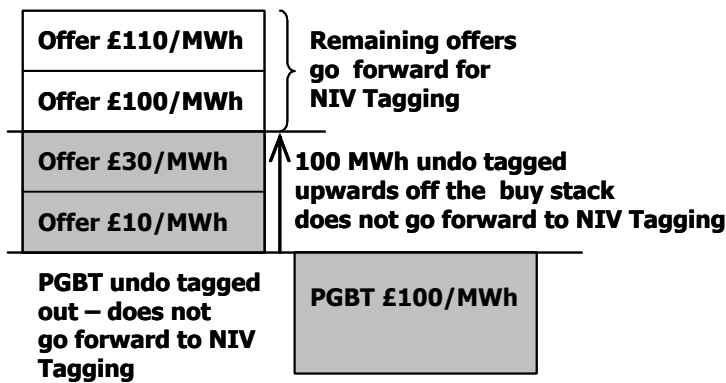 Offer £110/MWh
Offer £100/MWh
Offer £30/MWh
Offer £10/MWh
Remaining offers
go forward for
NIV Tagging
100 MWh undo tagged
upwards off the buy stack
does not go forward to NIV Tagging
PGBT undo tagged
out – does not
go forward to NIV
Tagging
PGBT £100/MWh